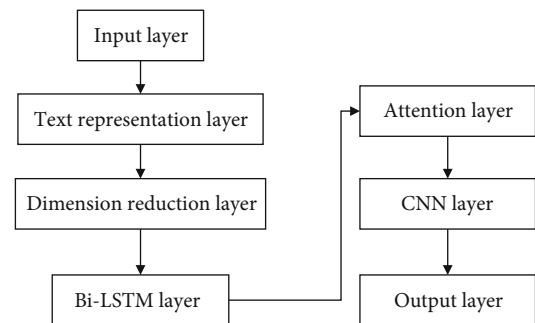 Input layer
Text representation layer
Dimension reduction layer
Bi-LSTM layer
Attention layer
CNN layer
Output layer